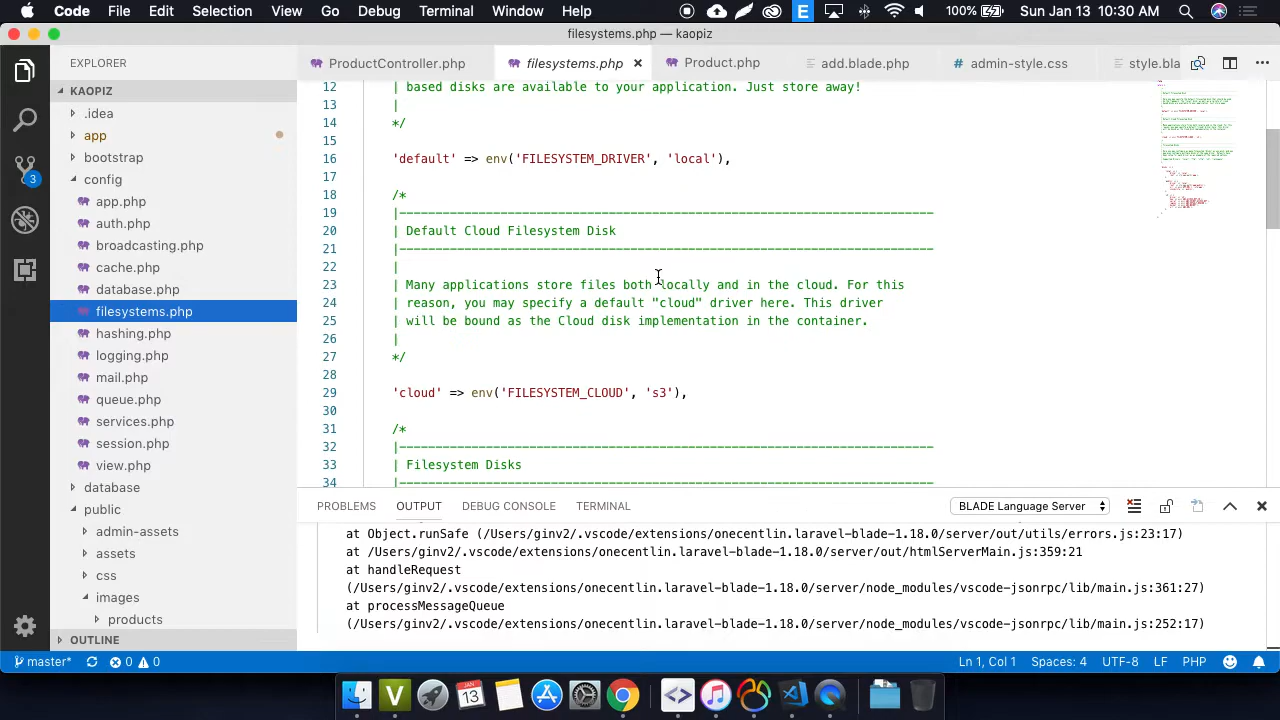 Code File Edit Selection View Go Debug Terminal Window Help 100% Sun Jan 13 10:30 AM
filesystems.php — kaopiz
EXPLORER
ProductController.php
filesystems.php
Product.php
add.blade.php
admin-style.css
style.bla
KAOPIZ
.idea
app
bootstrap
config
app.php
auth.php
broadcasting.php
cache.php
database.php
filesystems.php
hashing.php
logging.php
mail.php
queue.php
services.php
session.php
view.php
database
public
admin-assets
assets
css
images
products
OUTLINE
3
12 | based disks are available to your application. Just store away!
13 |
14 */
15
16 'default' => env('FILESYSTEM_DRIVER', 'local'),
17
18 /*
19 |--------------------------------------------------------------------------
20 | Default Cloud Filesystem Disk
21 |--------------------------------------------------------------------------
22 |
23 | Many applications store files both locally and in the cloud. For this
24 | reason, you may specify a default "cloud" driver here. This driver
25 | will be bound as the Cloud disk implementation in the container.
26 |
27 */
28
29 'cloud' => env('FILESYSTEM_CLOUD', 's3'),
30
31 /*
32 |--------------------------------------------------------------------------
33 | Filesystem Disks
34 |--------------------------------------------------------------------------
PROBLEMS OUTPUT DEBUG CONSOLE TERMINAL BLADE Language Server
at Object.runSafe (/Users/ginv2/.vscode/extensions/onecentlin.laravel-blade-1.18.0/server/out/utils/errors.js:23:17)
at /Users/ginv2/.vscode/extensions/onecentlin.laravel-blade-1.18.0/server/out/htmlServerMain.js:359:21
at handleRequest
(/Users/ginv2/.vscode/extensions/onecentlin.laravel-blade-1.18.0/server/node_modules/vscode-jsonrpc/lib/main.js:361:27)
at processMessageQueue
(/Users/ginv2/.vscode/extensions/onecentlin.laravel-blade-1.18.0/server/node_modules/vscode-jsonrpc/lib/main.js:252:17)
master* 0 0 Ln 1, Col 1 Spaces: 4 UTF-8 LF PHP
JAN
13
V